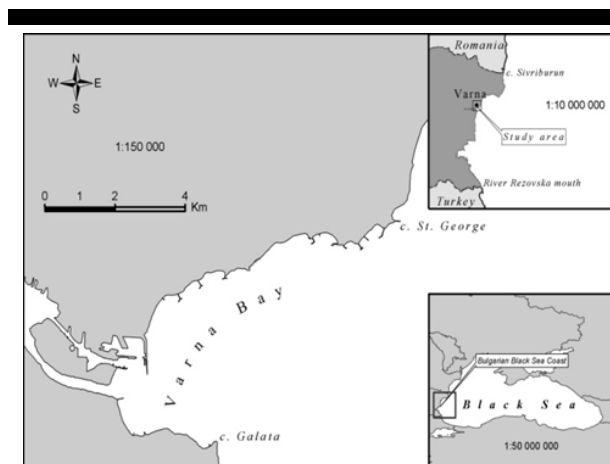 N
W E
S
1:150 000
0 2 4
Km
Varna Bay
c. St. George
c. Galata
Romania
c. Sivriburun
Varna
1:10 000 000
Study area
River Rezovska mouth
Turkey
Bulgarian Black Sea Coast
Black Sea
1:50 000 000